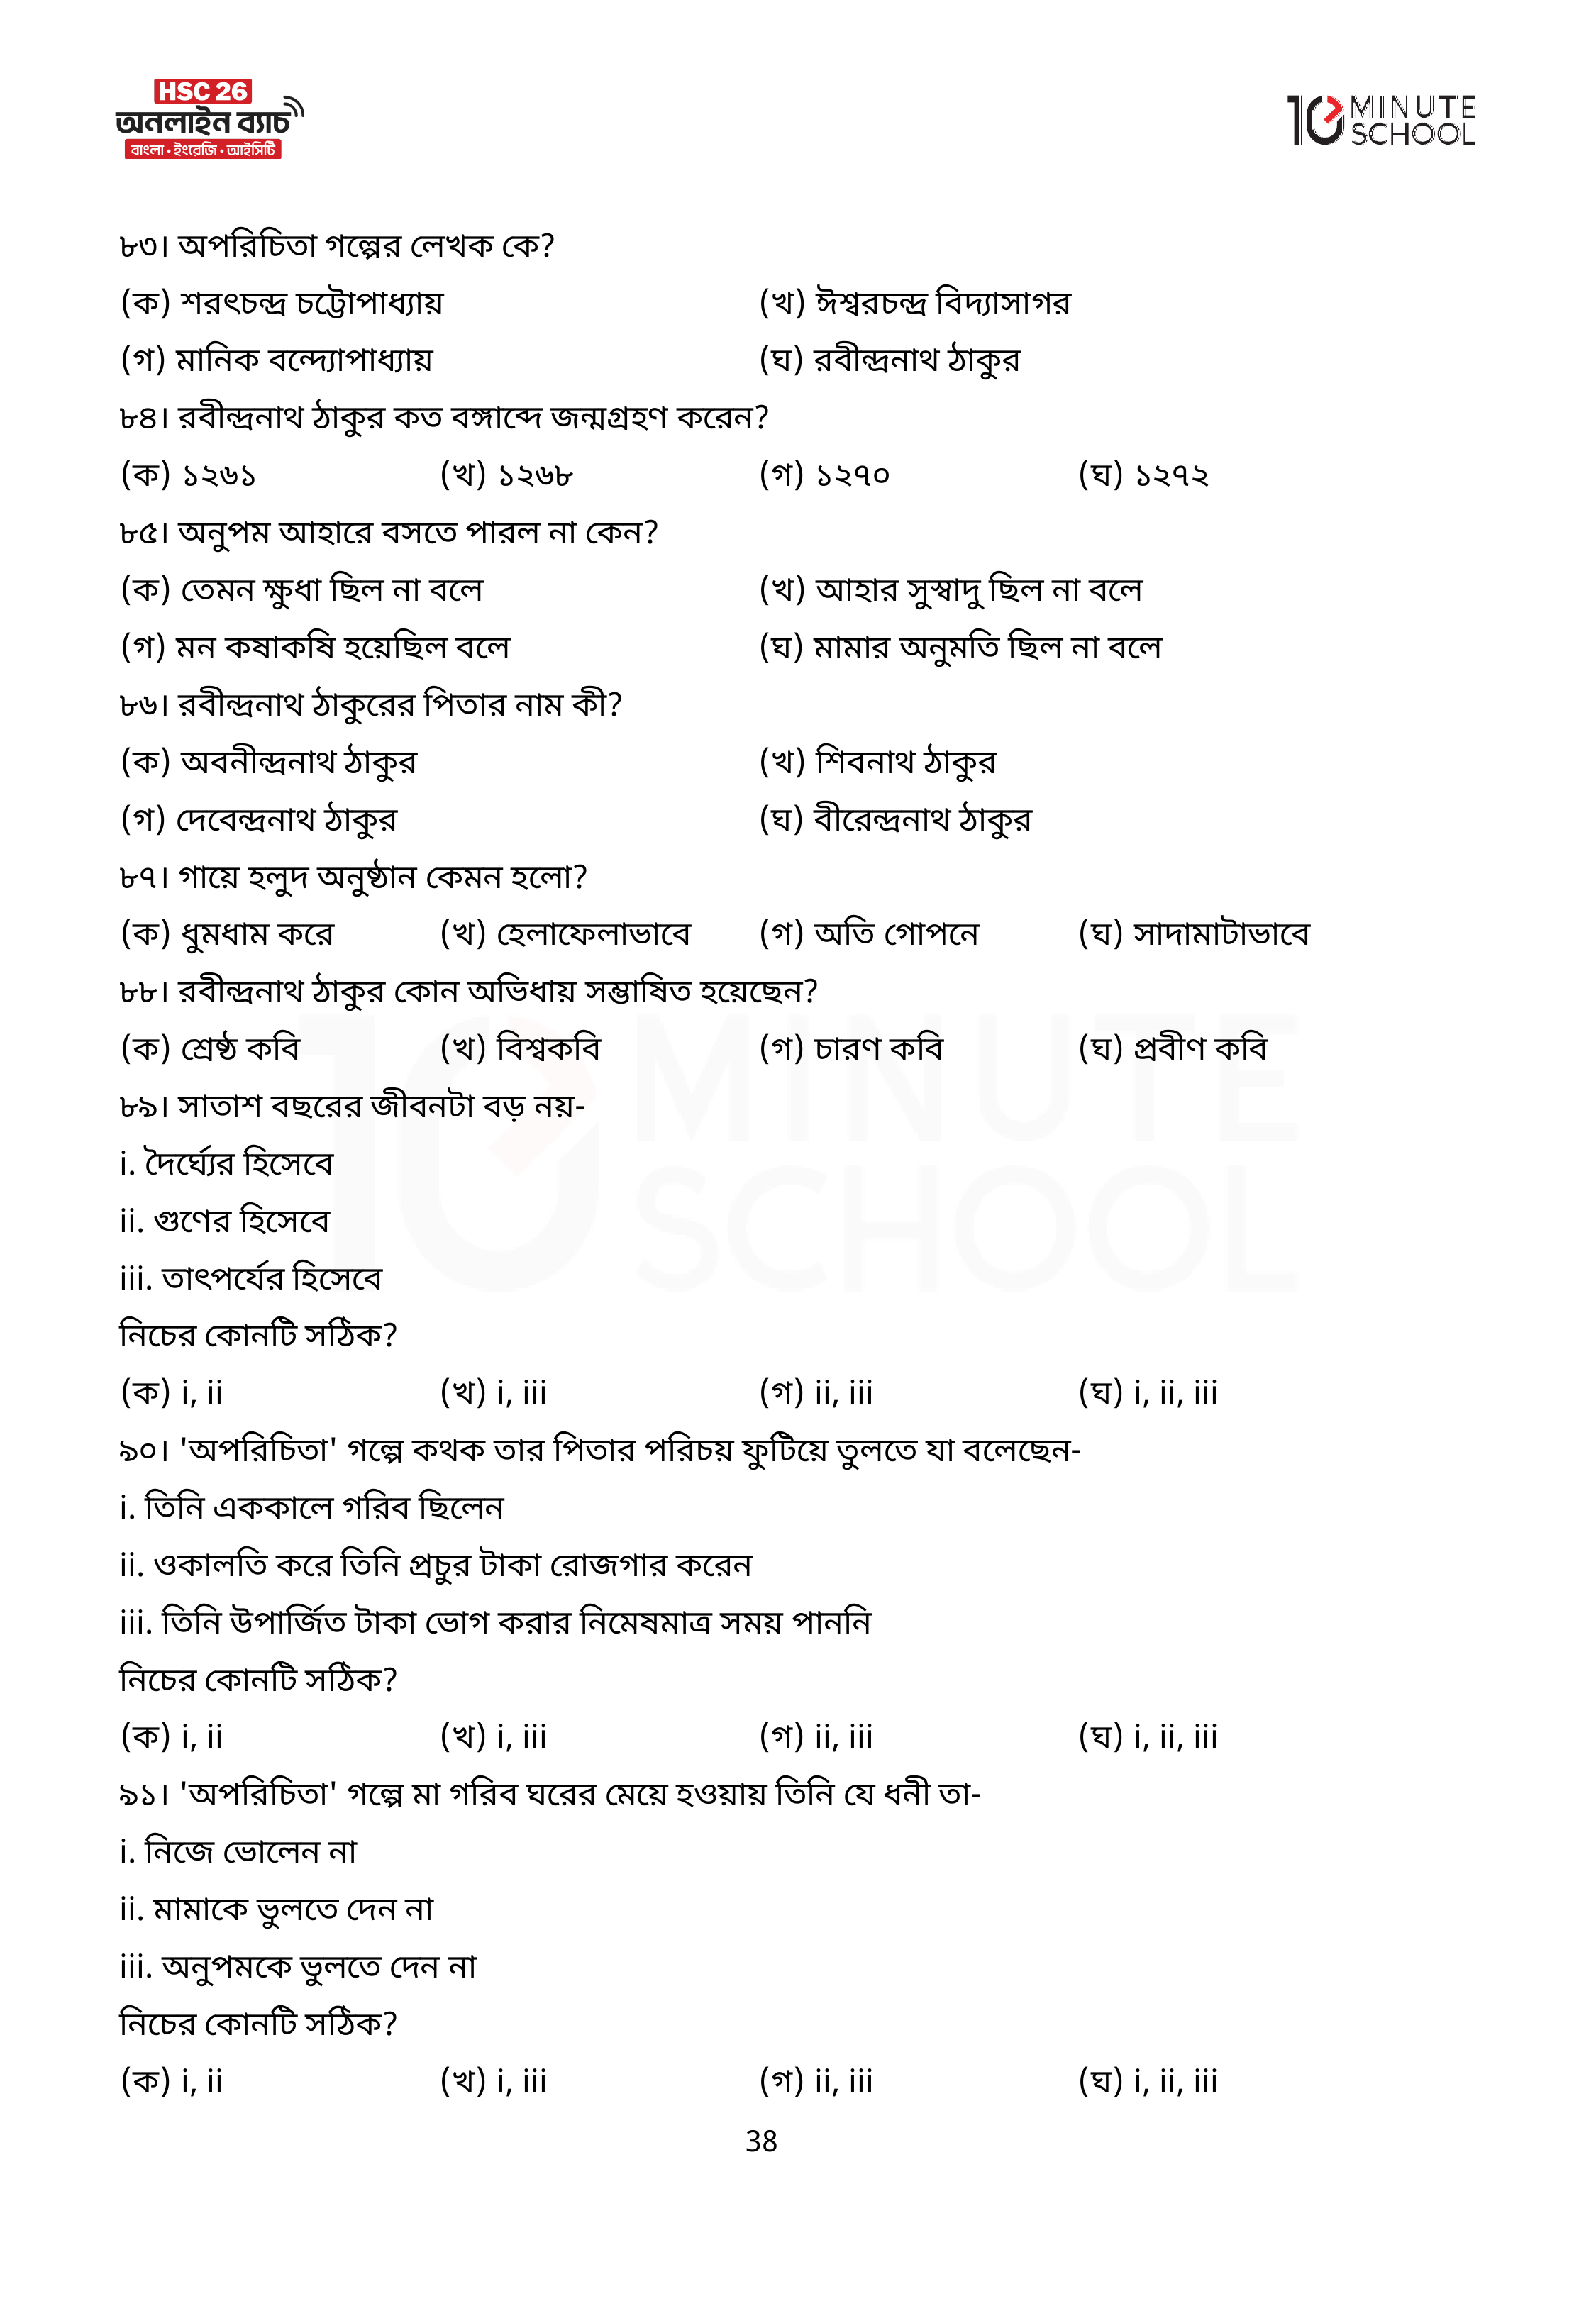 HSC 26
অনলাইন ব্যাচ
বাংলা • ইংরেজি • আইসিটি
10 MINUTE SCHOOL
৮৩। অপরিচিতা গল্পের লেখক কে?
(ক) শরৎচন্দ্র চট্টোপাধ্যায় (খ) ঈশ্বরচন্দ্র বিদ্যাসাগর
(গ) মানিক বন্দ্যোপাধ্যায় (ঘ) রবীন্দ্রনাথ ঠাকুর
৮৪। রবীন্দ্রনাথ ঠাকুর কত বঙ্গাব্দে জন্মগ্রহণ করেন?
(ক) ১২৬১ (খ) ১২৬৮ (গ) ১২৭০ (ঘ) ১২৭২
৮৫। অনুপম আহারে বসতে পারল না কেন?
(ক) তেমন ক্ষুধা ছিল না বলে (খ) আহার সুস্বাদু ছিল না বলে
(গ) মন কষাকষি হয়েছিল বলে (ঘ) মামার অনুমতি ছিল না বলে
৮৬। রবীন্দ্রনাথ ঠাকুরের পিতার নাম কী?
(ক) অবনীন্দ্রনাথ ঠাকুর (খ) শিবনাথ ঠাকুর
(গ) দেবেন্দ্রনাথ ঠাকুর (ঘ) বীরেন্দ্রনাথ ঠাকুর
৮৭। গায়ে হলুদ অনুষ্ঠান কেমন হলো?
(ক) ধুমধাম করে (খ) হেলাফেলাভাবে (গ) অতি গোপনে (ঘ) সাদামাটাভাবে
৮৮। রবীন্দ্রনাথ ঠাকুর কোন অভিধায় সম্ভাষিত হয়েছেন?
(ক) শ্রেষ্ঠ কবি (খ) বিশ্বকবি (গ) চারণ কবি (ঘ) প্রবীণ কবি
৮৯। সাতাশ বছরের জীবনটা বড় নয়-
i. দৈর্ঘ্যের হিসেবে
ii. গুণের হিসেবে
iii. তাৎপর্যের হিসেবে
নিচের কোনটি সঠিক?
(ক) i, ii (খ) i, iii (গ) ii, iii (ঘ) i, ii, iii
৯০। 'অপরিচিতা' গল্পে কথক তার পিতার পরিচয় ফুটিয়ে তুলতে যা বলেছেন-
i. তিনি এককালে গরিব ছিলেন
ii. ওকালতি করে তিনি প্রচুর টাকা রোজগার করেন
iii. তিনি উপার্জিত টাকা ভোগ করার নিমেষমাত্র সময় পাননি
নিচের কোনটি সঠিক?
(ক) i, ii (খ) i, iii (গ) ii, iii (ঘ) i, ii, iii
৯১। 'অপরিচিতা' গল্পে মা গরিব ঘরের মেয়ে হওয়ায় তিনি যে ধনী তা-
i. নিজে ভোলেন না
ii. মামাকে ভুলতে দেন না
iii. অনুপমকে ভুলতে দেন না
নিচের কোনটি সঠিক?
(ক) i, ii (খ) i, iii (গ) ii, iii (ঘ) i, ii, iii
38